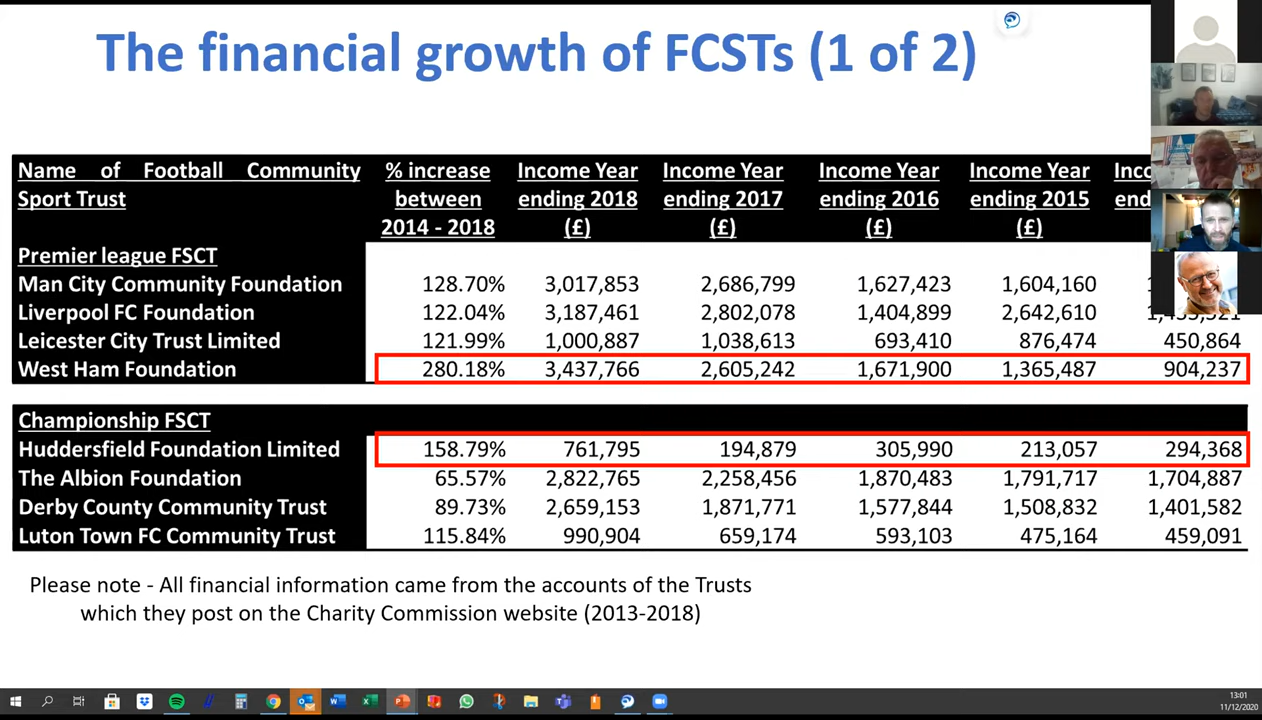 The financial growth of FCSTs (1 of 2)
Name of Football Community Sport Trust % increase between 2014 - 2018 Income Year ending 2018 (£) Income Year ending 2017 (£) Income Year ending 2016 (£) Income Year ending 2015 (£)
Premier league FSCT
Man City Community Foundation 128.70% 3,017,853 2,686,799 1,627,423 1,604,160
Liverpool FC Foundation 122.04% 3,187,461 2,802,078 1,404,899 2,642,610
Leicester City Trust Limited 121.99% 1,000,887 1,038,613 693,410 876,474 450,864
West Ham Foundation 280.18% 3,437,766 2,605,242 1,671,900 1,365,487 904,237
Championship FSCT
Huddersfield Foundation Limited 158.79% 761,795 194,879 305,990 213,057 294,368
The Albion Foundation 65.57% 2,822,765 2,258,456 1,870,483 1,791,717 1,704,887
Derby County Community Trust 89.73% 2,659,153 1,871,771 1,577,844 1,508,832 1,401,582
Luton Town FC Community Trust 115.84% 990,904 659,174 593,103 475,164 459,091
Please note - All financial information came from the accounts of the Trusts
which they post on the Charity Commission website (2013-2018)
13:01
11/12/2020